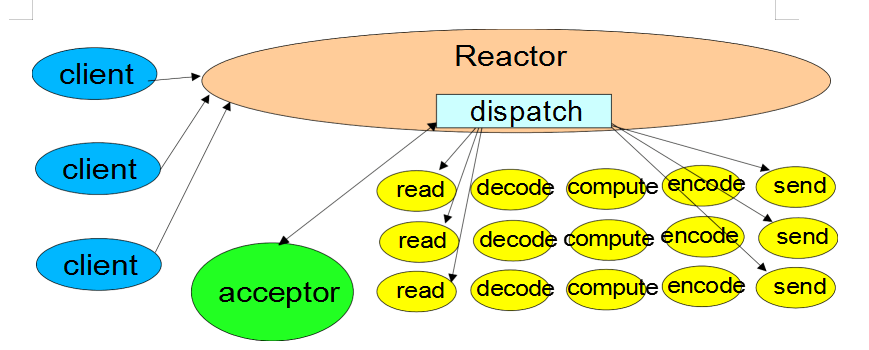 Reactor
client
dispatch
client
read decode compute encode send
read decode compute encode send
client
acceptor
read decode compute encode send